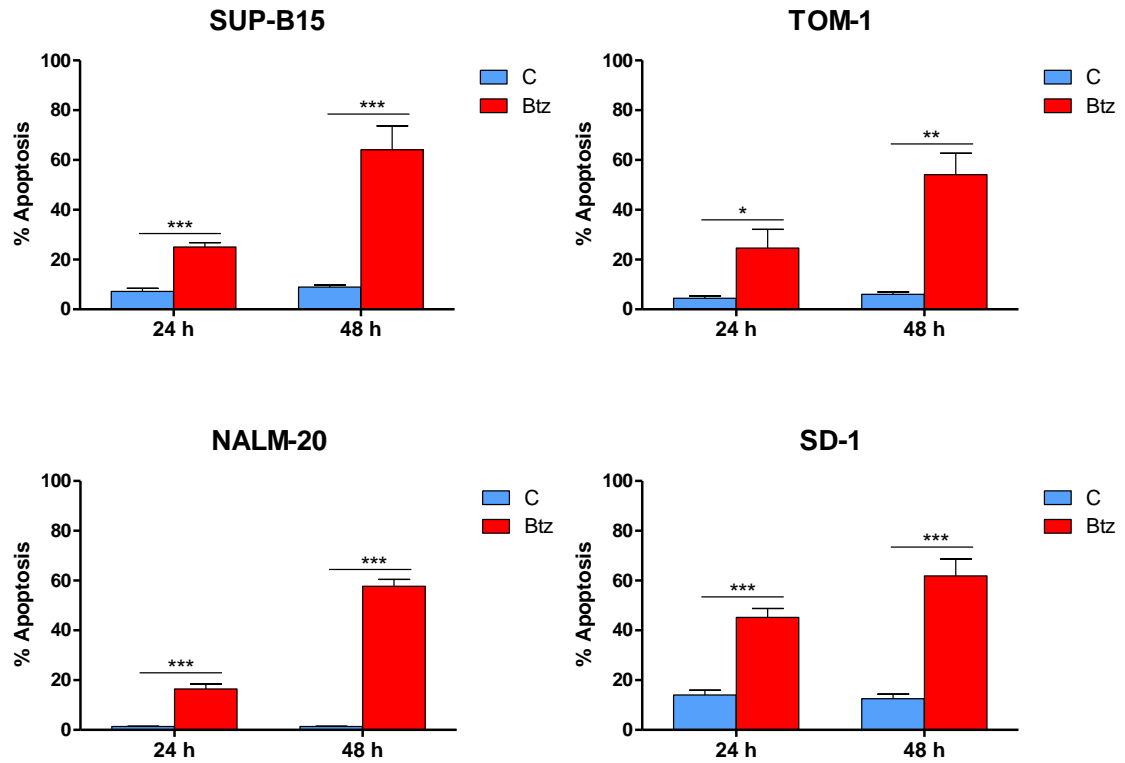 SUP-B15
% Apoptosis
100
80
60
40
20
0
***
***
24 h
48 h
C
Btz
TOM-1
% Apoptosis
100
80
60
40
20
0
*
**
24 h
48 h
C
Btz
NALM-20
% Apoptosis
100
80
60
40
20
0
***
***
24 h
48 h
C
Btz
SD-1
% Apoptosis
100
80
60
40
20
0
***
***
24 h
48 h
C
Btz